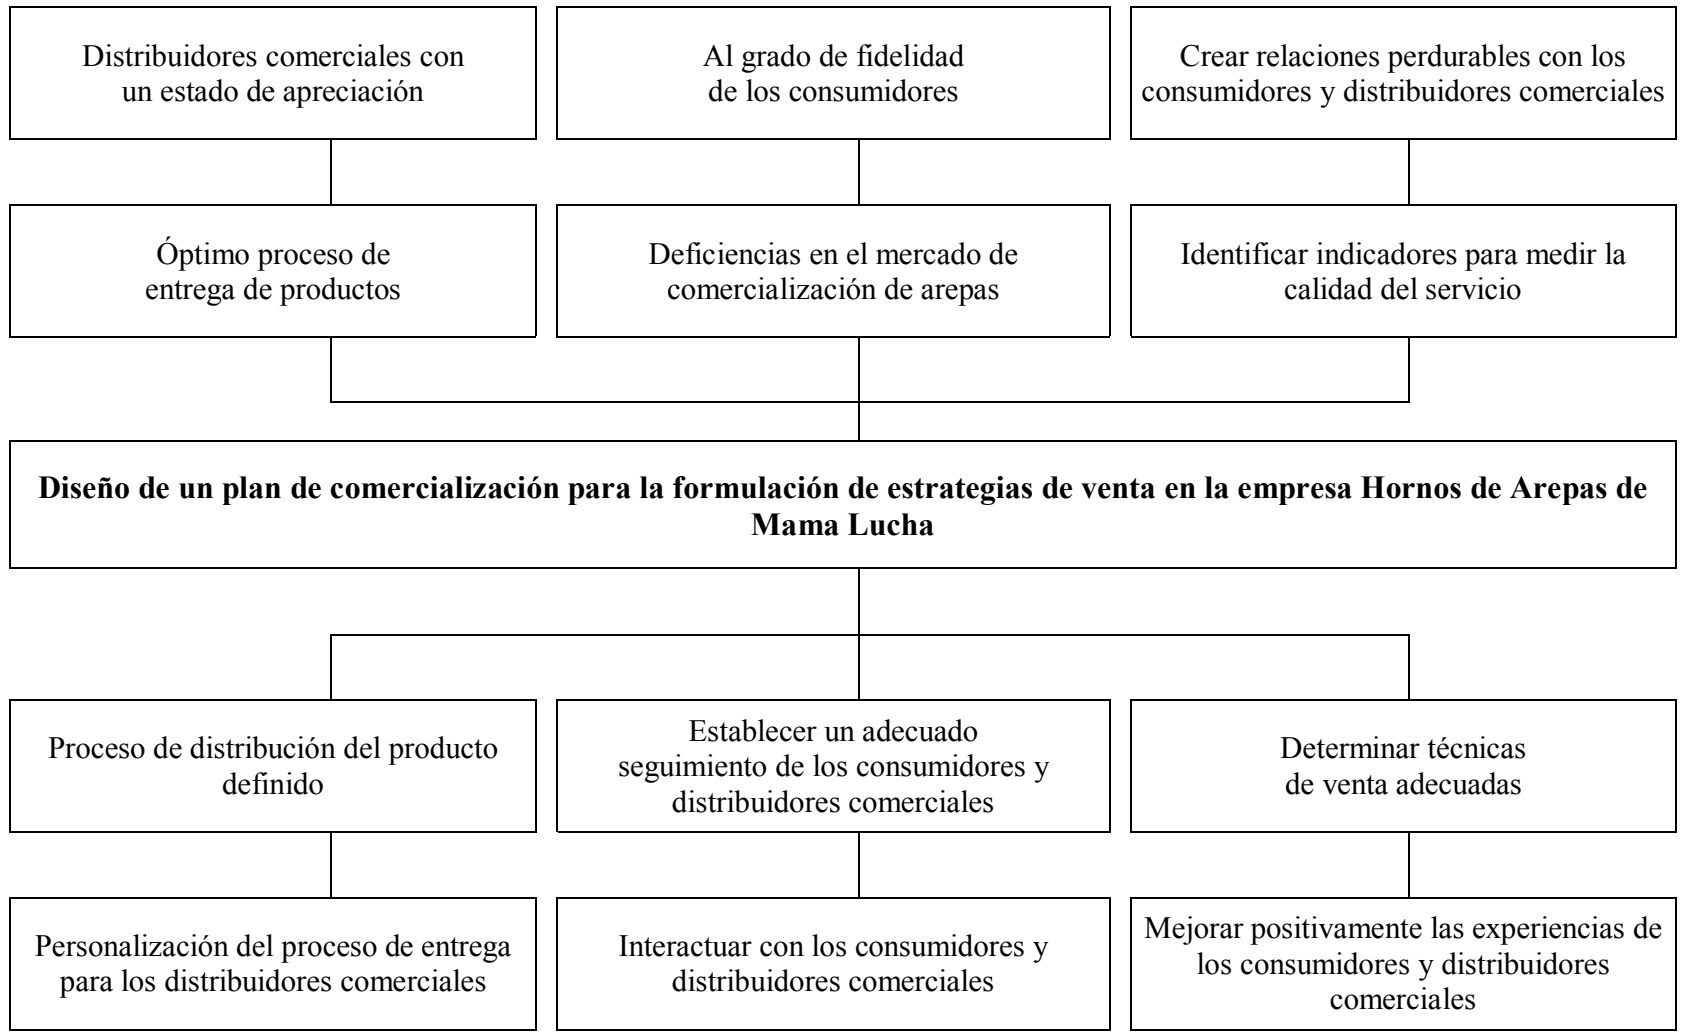 Distribuidores comerciales con
un estado de apreciación
Al grado de fidelidad
de los consumidores
Crear relaciones perdurables con los
consumidores y distribuidores comerciales
Óptimo proceso de
entrega de productos
Deficiencias en el mercado de
comercialización de arepas
Identificar indicadores para medir la
calidad del servicio
Diseño de un plan de comercialización para la formulación de estrategias de venta en la empresa Hornos de Arepas de
Mama Lucha
Proceso de distribución del producto
definido
Establecer un adecuado
seguimiento de los consumidores y
distribuidores comerciales
Determinar técnicas
de venta adecuadas
Personalización del proceso de entrega
para los distribuidores comerciales
Interactuar con los consumidores y
distribuidores comerciales
Mejorar positivamente las experiencias de
los consumidores y distribuidores
comerciales